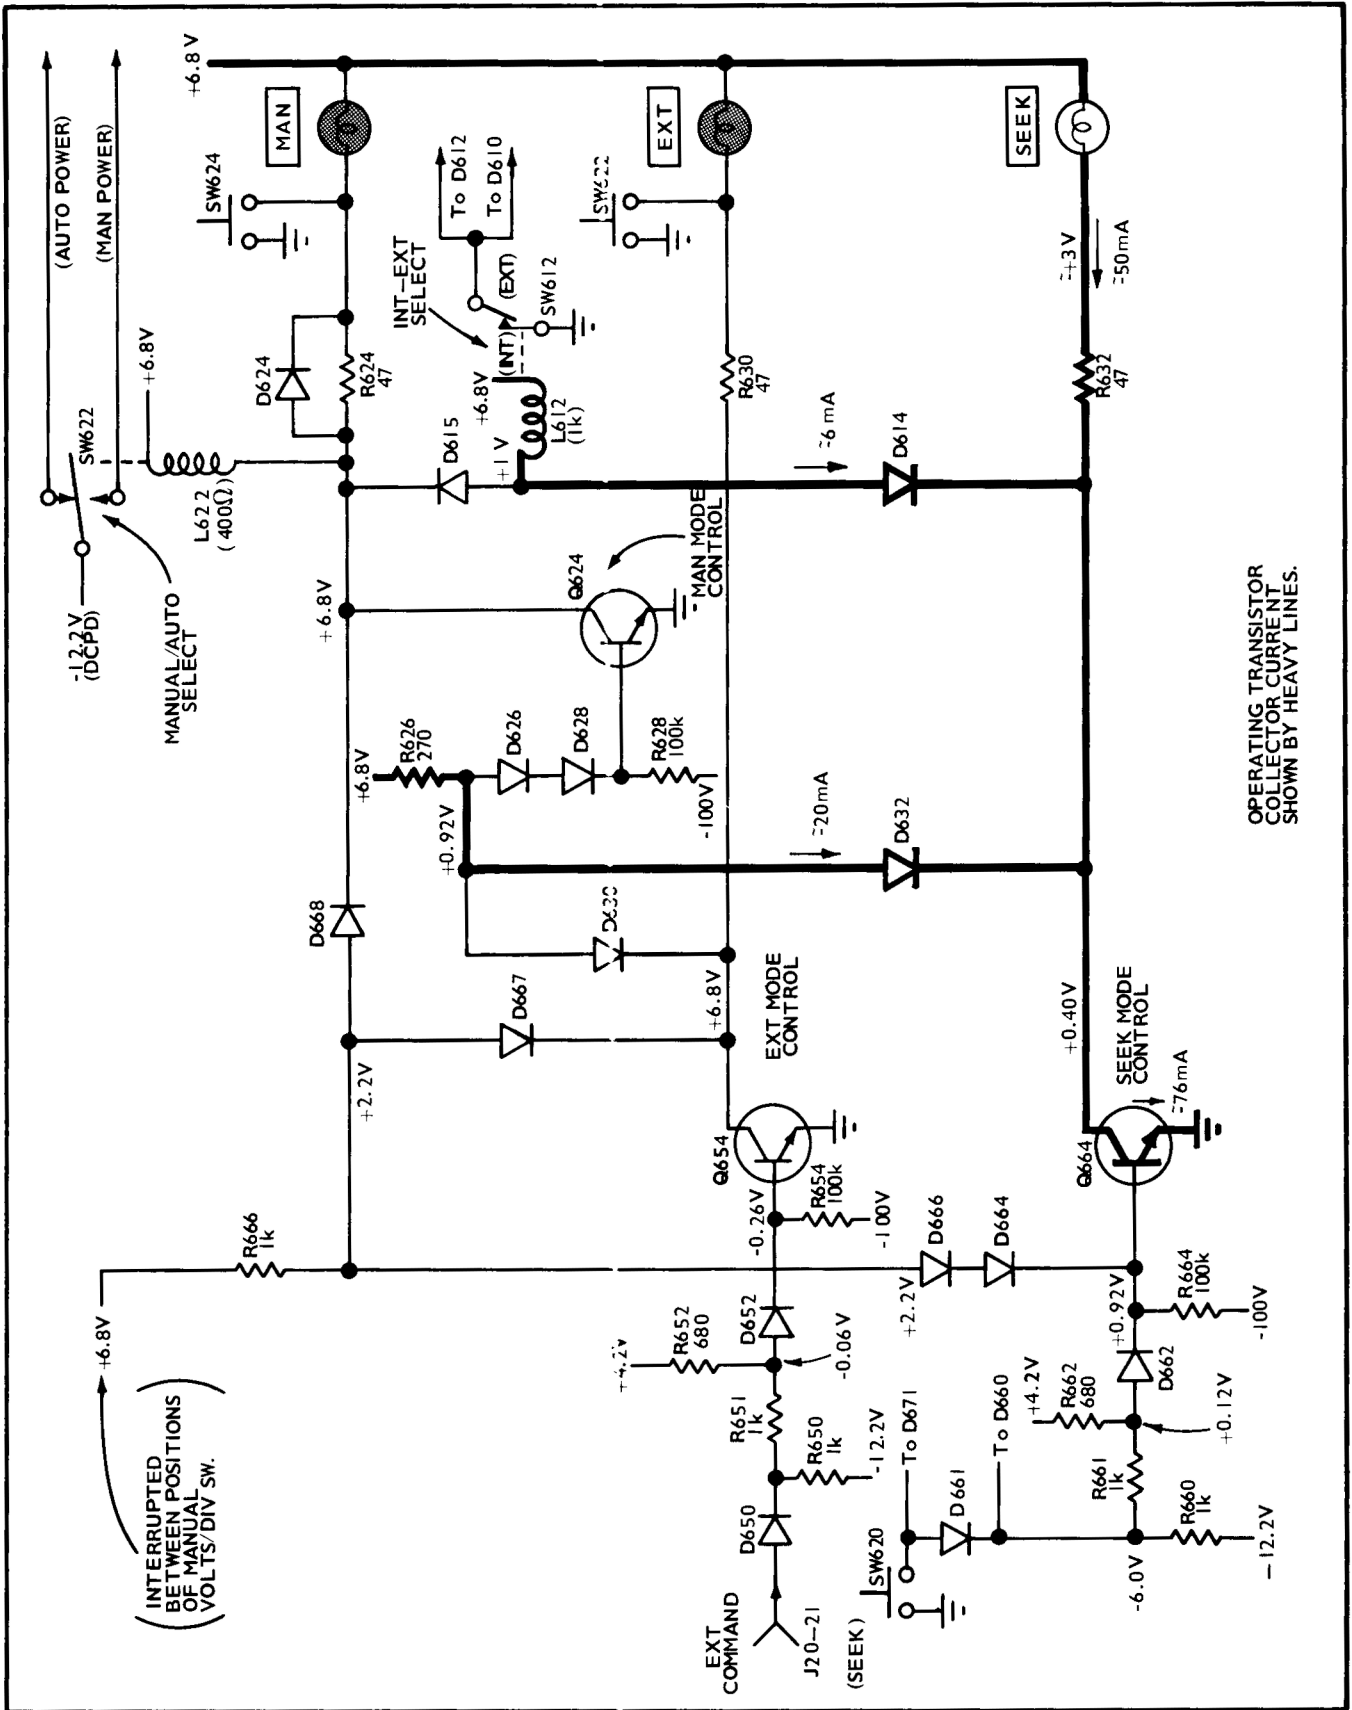 +6.8V
(AUTO POWER)
(MAN POWER)
MAN
SW624
To D612
To D610
EXT
SW622
SEEK
≈+3V
≈50mA
+6.8V
SW622
D624
R624
47
INT-EXT
SELECT
(EXT)
(INT)
SW612
+6.8V
L612
(1k)
+1V
R630
47
R632
47
-12.2V
(DCPD)
L622
(400Ω)
D615
≈6 mA
D614
MANUAL/AUTO
SELECT
+6.8V
Q624
MAN MODE
CONTROL
+6.8V
R626
270
D626
D628
R628
100k
-100V
+0.92V
≈20mA
D632
OPERATING TRANSISTOR
COLLECTOR CURRENT
SHOWN BY HEAVY LINES.
D668
D630
D667
+6.8V
EXT MODE
CONTROL
+0.40V
SEEK MODE
CONTROL
≈76mA
+2.2V
Q654
Q664
R666
1k
-0.26V
R654
100k
-100V
D666
D664
+2.2V
+0.92V
R664
100k
-100V
+6.8V
+4.2V
R652
680
D652
-0.06V
D662
INTERRUPTED
BETWEEN POSITIONS
OF MANUAL
VOLTS/DIV SW.
R651
1k
R650
1k
-12.2V
To D671
To D660
+4.2V
R662
680
+0.12V
D650
D661
R661
1k
R660
1k
-12.2V
-6.0V
EXT
COMMAND
J20-21
SW620
(SEEK)